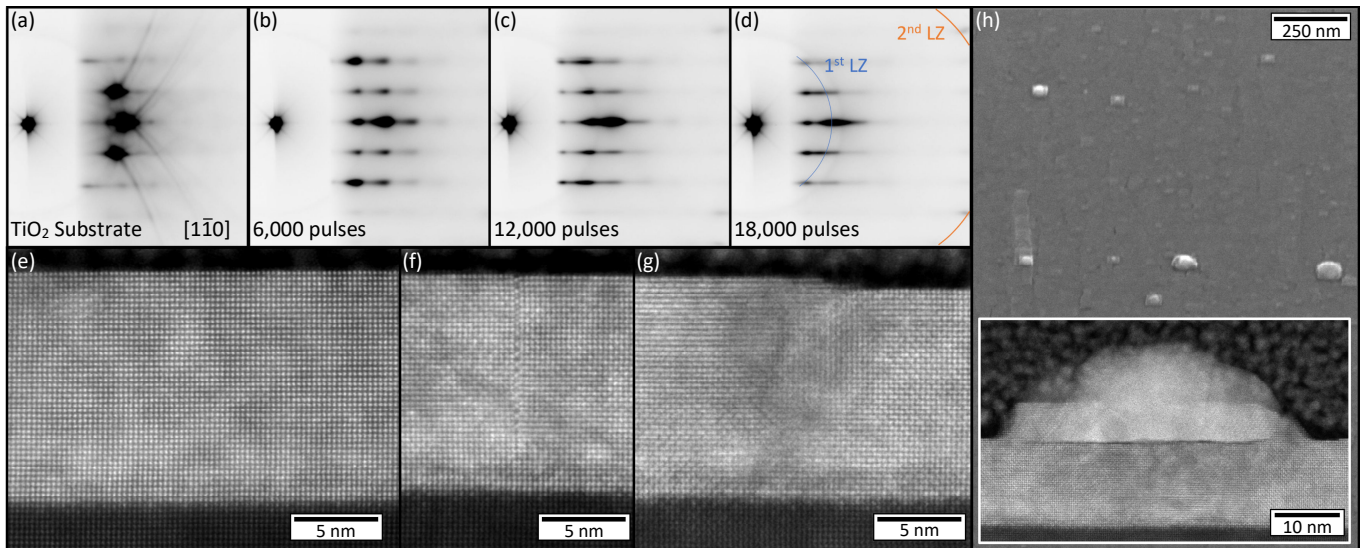 (a)
TiO₂ Substrate
[11̅0]
(b)
6,000 pulses
(c)
12,000 pulses
(d)
2ⁿᵈ LZ
1ˢᵗ LZ
18,000 pulses
(e)
5 nm
(f)
5 nm
(g)
5 nm
(h)
250 nm
10 nm